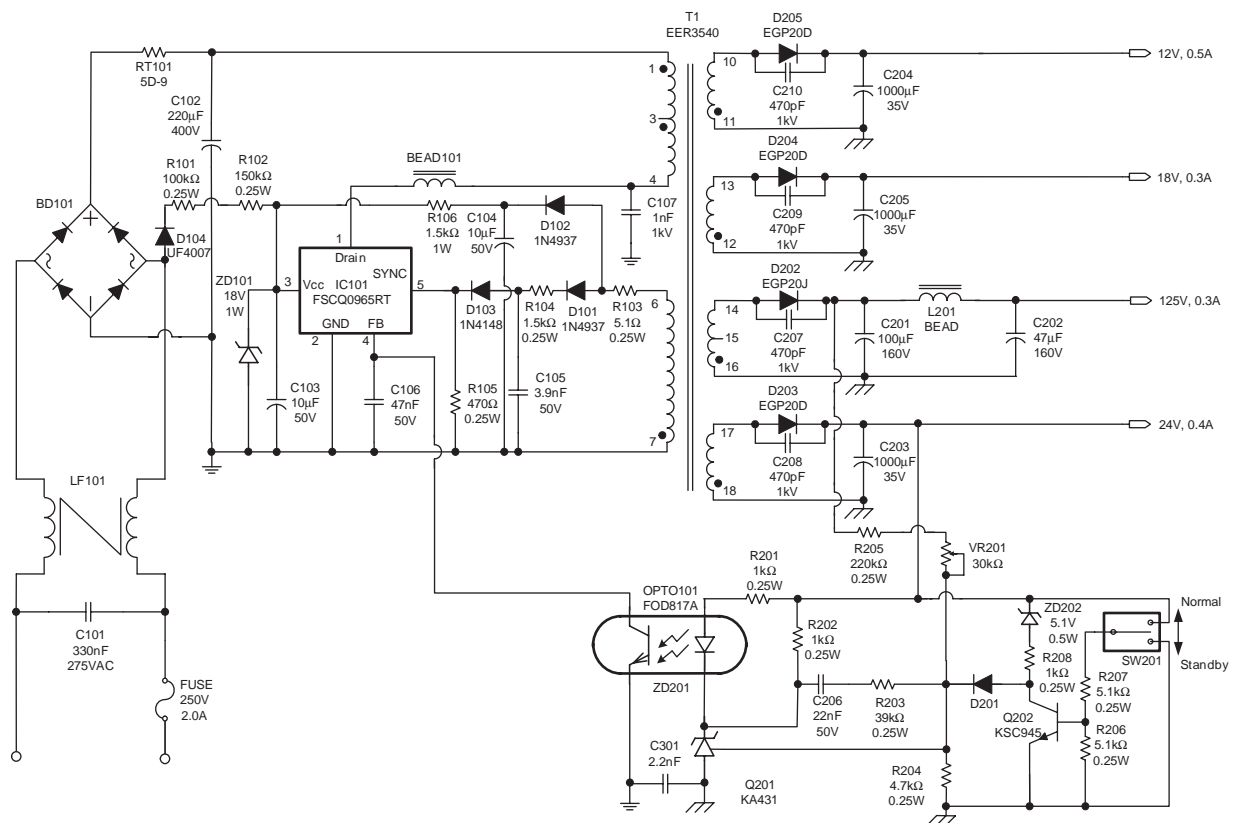 T1
EER3540
RT101
5D-9
C102
220µF
400V
R101
100kΩ
0.25W
R102
150kΩ
0.25W
BD101
D104
UF4007
BEAD101
1
3
4
6
7
C107
1nF
1kV
R106
1.5kΩ
1W
C104
10µF
50V
D102
1N4937
1
Drain
SYNC
3
Vcc
IC101
FSCQ0965RT
5
GND
FB
2
4
ZD101
18V
1W
D103
1N4148
R104
1.5kΩ
0.25W
D101
1N4937
R103
5.1Ω
0.25W
C103
10µF
50V
C106
47nF
50V
R105
470Ω
0.25W
C105
3.9nF
50V
LF101
C101
330nF
275VAC
FUSE
250V
2.0A
D205
EGP20D
10
11
C210
470pF
1kV
C204
1000µF
35V
12V, 0.5A
D204
EGP20D
13
12
C209
470pF
1kV
C205
1000µF
35V
18V, 0.3A
D202
EGP20J
14
15
16
C207
470pF
1kV
C201
100µF
160V
L201
BEAD
C202
47µF
160V
125V, 0.3A
D203
EGP20D
17
18
C208
470pF
1kV
C203
1000µF
35V
24V, 0.4A
R205
220kΩ
0.25W
VR201
30kΩ
OPTO101
FOD817A
R201
1kΩ
0.25W
R202
1kΩ
0.25W
ZD201
C206
22nF
50V
R203
39kΩ
0.25W
D201
ZD202
5.1V
0.5W
R208
1kΩ
0.25W
Normal
SW201
Standby
R207
5.1kΩ
0.25W
Q202
KSC945
R206
5.1kΩ
0.25W
C301
2.2nF
Q201
KA431
R204
4.7kΩ
0.25W